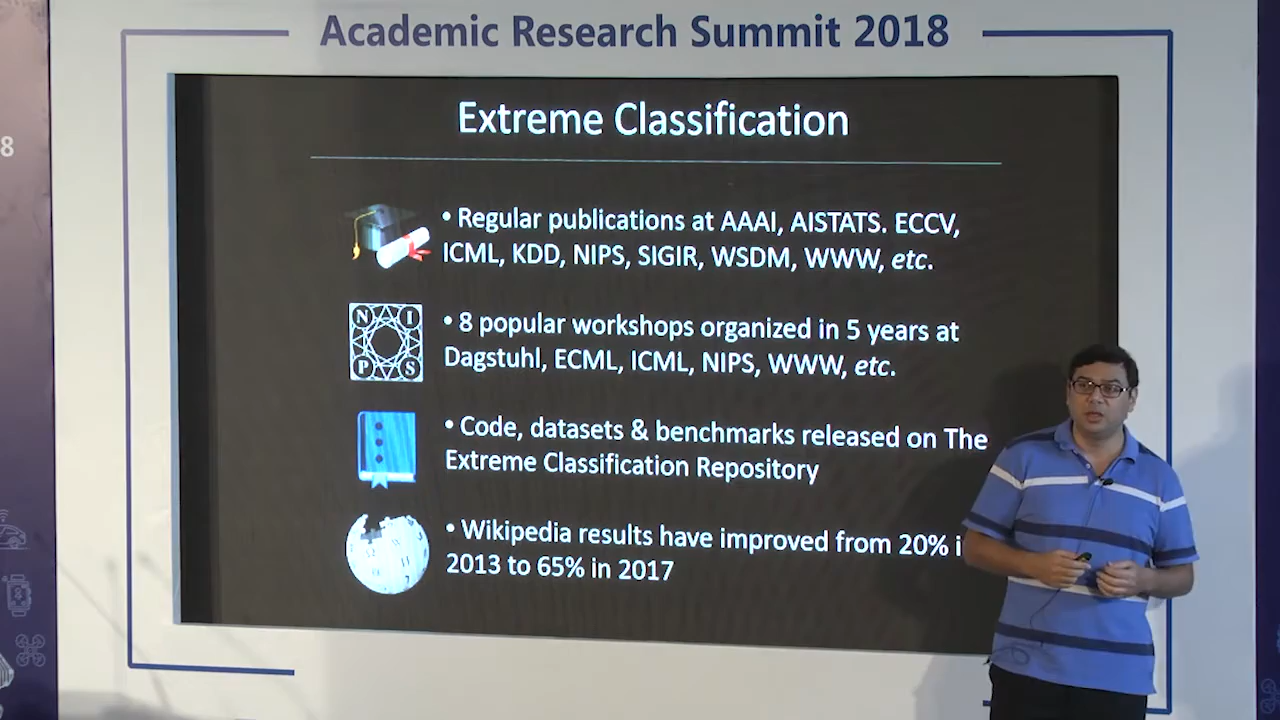 Academic Research Summit 2018
8
Extreme Classification
• Regular publications at AAAI, AISTATS. ECCV,
ICML, KDD, NIPS, SIGIR, WSDM, WWW, etc.
N I
P S
• 8 popular workshops organized in 5 years at
Dagstuhl, ECML, ICML, NIPS, WWW, etc.
• Code, datasets & benchmarks released on The
Extreme Classification Repository
• Wikipedia results have improved from 20% i
2013 to 65% in 2017